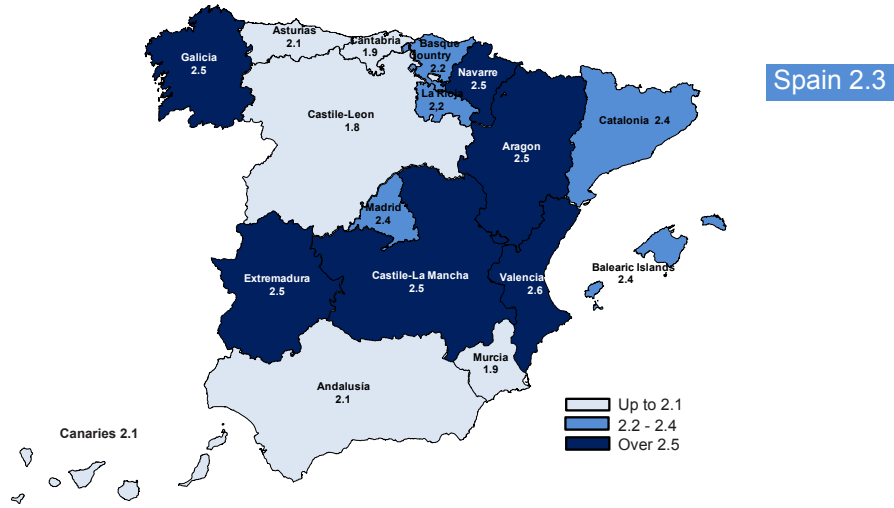 Asturias
2.1
Cantabria
1.9
Basque
Country
2.2
Galicia
2.5
Navarre
2.5
Spain 2.3
La Rioja
2,2
Castile-Leon
1.8
Catalonia 2.4
Aragon
2.5
Madrid
2.4
Extremadura
2.5
Castile-La Mancha
2.5
Valencia
2.6
Balearic Islands
2.4
Murcia
1.9
Andalusia
2.1
Up to 2.1
2.2 - 2.4
Over 2.5
Canaries 2.1